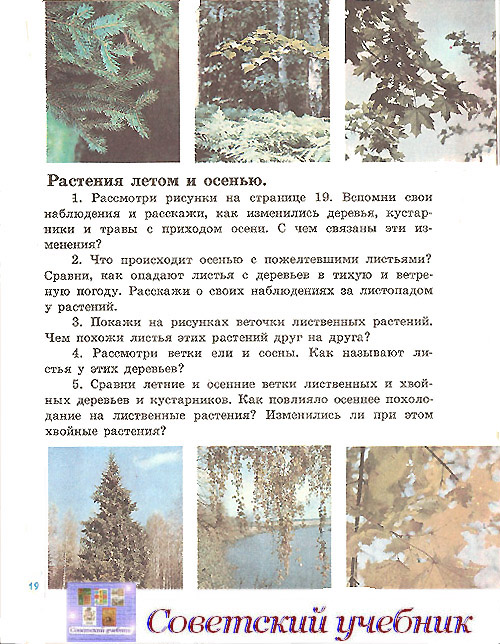 Растения летом и осенью.
1. Рассмотри рисунки на странице 19. Вспомни свои
наблюдения и расскажи, как изменились деревья, кустар-
ники и травы с приходом осени. С чем связаны эти из-
менения?
2. Что происходит осенью с пожелтевшими листьями?
Сравни, как опадают листья с деревьев в тихую и ветре-
ную погоду. Расскажи о своих наблюдениях за листопадом
у растений.
3. Покажи на рисунках веточки лиственных растений.
Чем похожи листья этих растений друг на друга?
4. Рассмотри ветки ели и сосны. Как называют ли-
стья у этих деревьев?
5. Сравни летние и осенние ветки лиственных и хвой-
ных деревьев и кустарников. Как повлияло осеннее похоло-
дание на лиственные растения? Изменились ли при этом
хвойные растения?
19
Советский учебник
Советский учебник